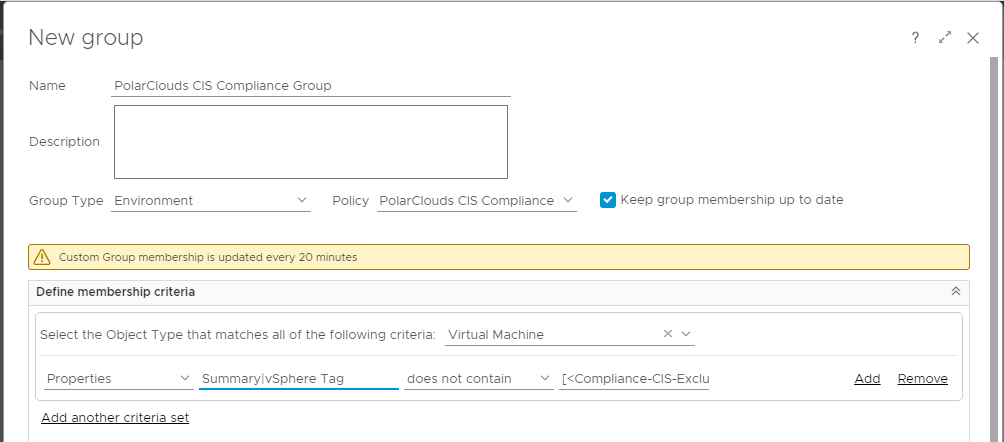 New group
?
Name PolarClouds CIS Compliance Group
Description
Group Type Environment Policy PolarClouds CIS Compliance Keep group membership up to date
Custom Group membership is updated every 20 minutes
Define membership criteria
Select the Object Type that matches all of the following criteria: Virtual Machine
Properties Summary|vSphere Tag does not contain [<Compliance-CIS-Exclu Add Remove
Add another criteria set